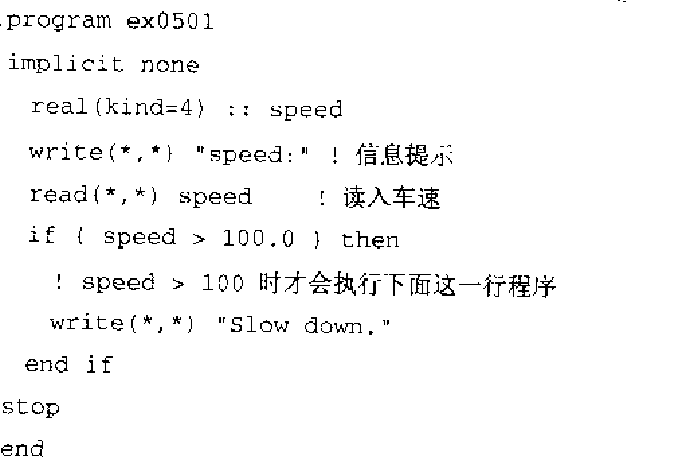 program ex0501
implicit none
real(kind=4) :: speed
write(*,*) "speed:" ! 信息提示
read(*,*) speed ! 读入车速
if ( speed > 100.0 ) then
! speed > 100 时才会执行下面这一行程序
write(*,*) "Slow down."
end if
stop
end